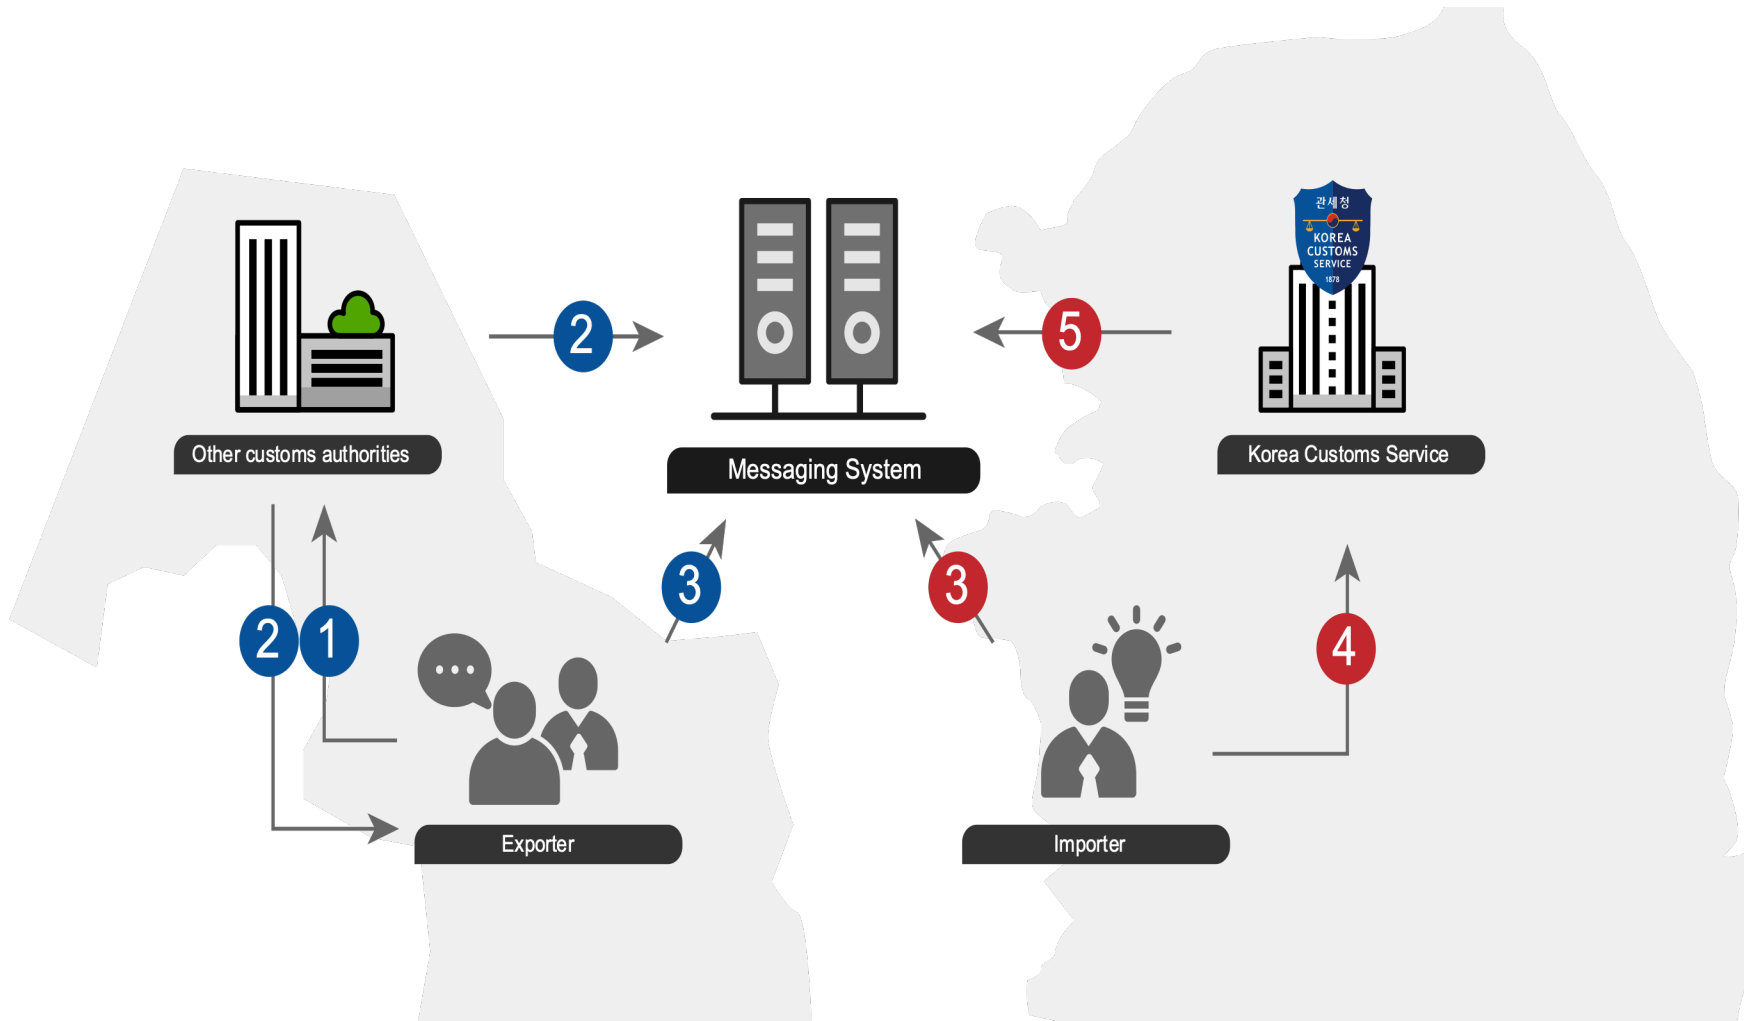 관세청
KOREA
CUSTOMS
SERVICE
1878
2
5
Other customs authorities
Messaging System
Korea Customs Service
3
3
2
1
4
Exporter
Importer